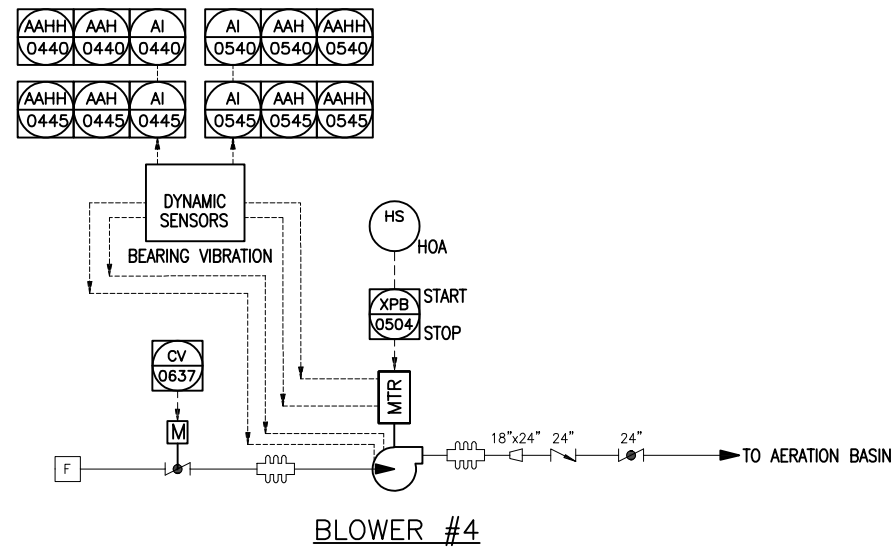 AAHH AAH AI AI AAH AAHH
0440 0440 0440 0540 0540 0540
AAHH AAH AI AI AAH AAHH
0445 0445 0445 0545 0545 0545
DYNAMIC
SENSORS
BEARING VIBRATION
HS
HOA
XPB
0504
START
STOP
CV
0637
M
MTR
F
18"x24" 24" 24"
TO AERATION BASIN
BLOWER #4